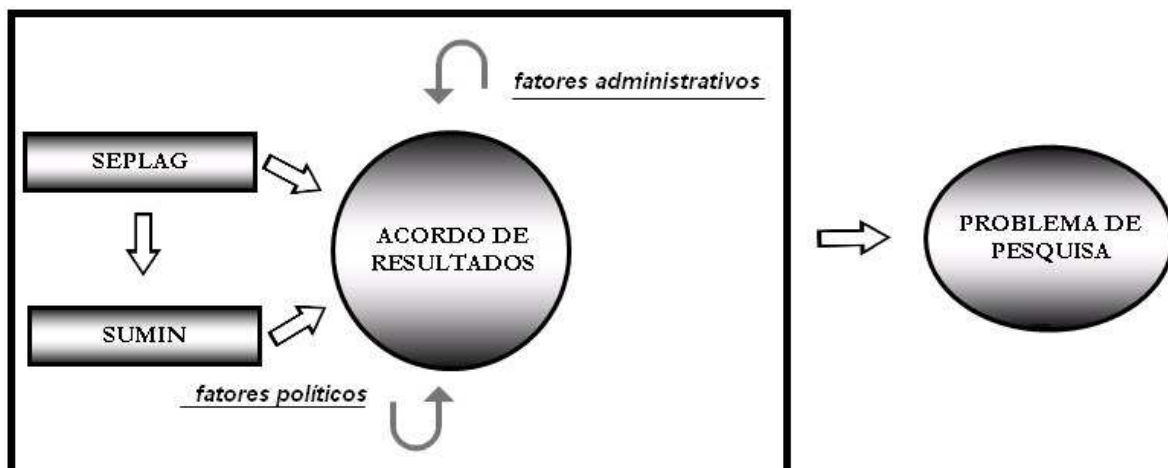 fatores administrativos
SEPLAG
ACORDO DE
RESULTADOS
PROBLEMA DE
PESQUISA
SUMIN
fatores políticos